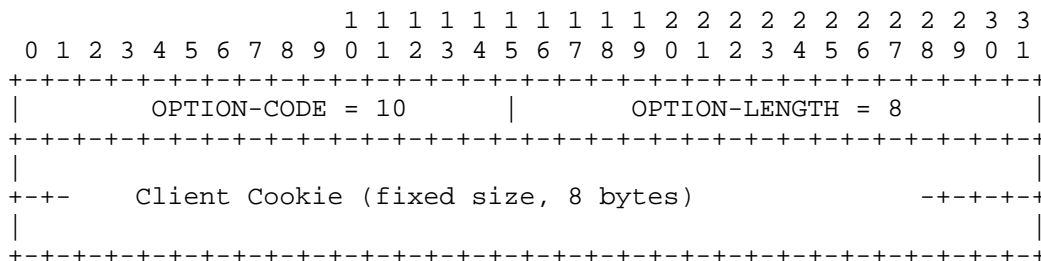 1 1 1 1 1 1 1 1 1 1 2 2 2 2 2 2 2 2 2 2 3 3
 0 1 2 3 4 5 6 7 8 9 0 1 2 3 4 5 6 7 8 9 0 1 2 3 4 5 6 7 8 9 0 1
+-+-+-+-+-+-+-+-+-+-+-+-+-+-+-+-+-+-+-+-+-+-+-+-+-+-+-+-+-+-+-+-+
|        OPTION-CODE = 10      |       OPTION-LENGTH = 8        |
+-+-+-+-+-+-+-+-+-+-+-+-+-+-+-+-+-+-+-+-+-+-+-+-+-+-+-+-+-+-+-+-+
|                                                               |
+-+-    Client Cookie (fixed size, 8 bytes)              -+-+-+-+
|                                                               |
+-+-+-+-+-+-+-+-+-+-+-+-+-+-+-+-+-+-+-+-+-+-+-+-+-+-+-+-+-+-+-+-+